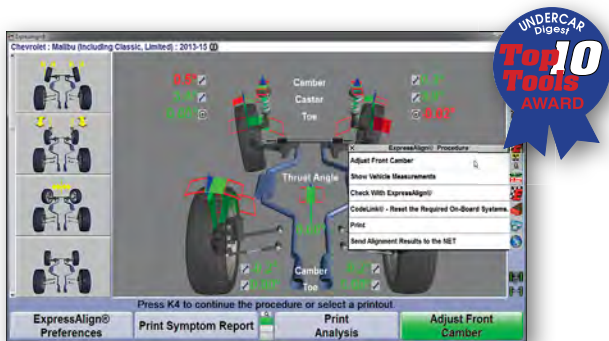 UNDERCAR
Digest
Top 10
Tools
AWARD
ExpressAlign®
Chevrolet : Malibu (Including Classic, Limited) : 2013-15
Camber
Caster
Toe
-0.67°
Thrust Angle
ExpressAlign® Procedure
Adjust Front Camber
Show Vehicle Measurements
Check With ExpressAlign®
CodeLink® - Reset the Required On-Board Systems.
Print
Send Alignment Results to the NET
Camber
Toe
Press K4 to continue the procedure or select a printout.
ExpressAlign®
Preferences
Print Symptom Report
Print
Analysis
Adjust Front
Camber